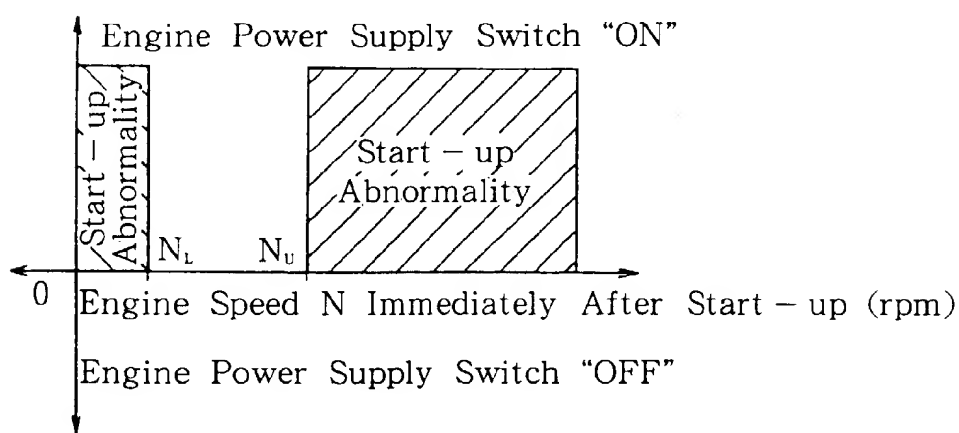 Engine Power Supply Switch “ON”
Start – up
Abnormality
Start – up
Abnormality
N_L
N_U
0
Engine Speed N Immediately After Start – up (rpm)
Engine Power Supply Switch “OFF”